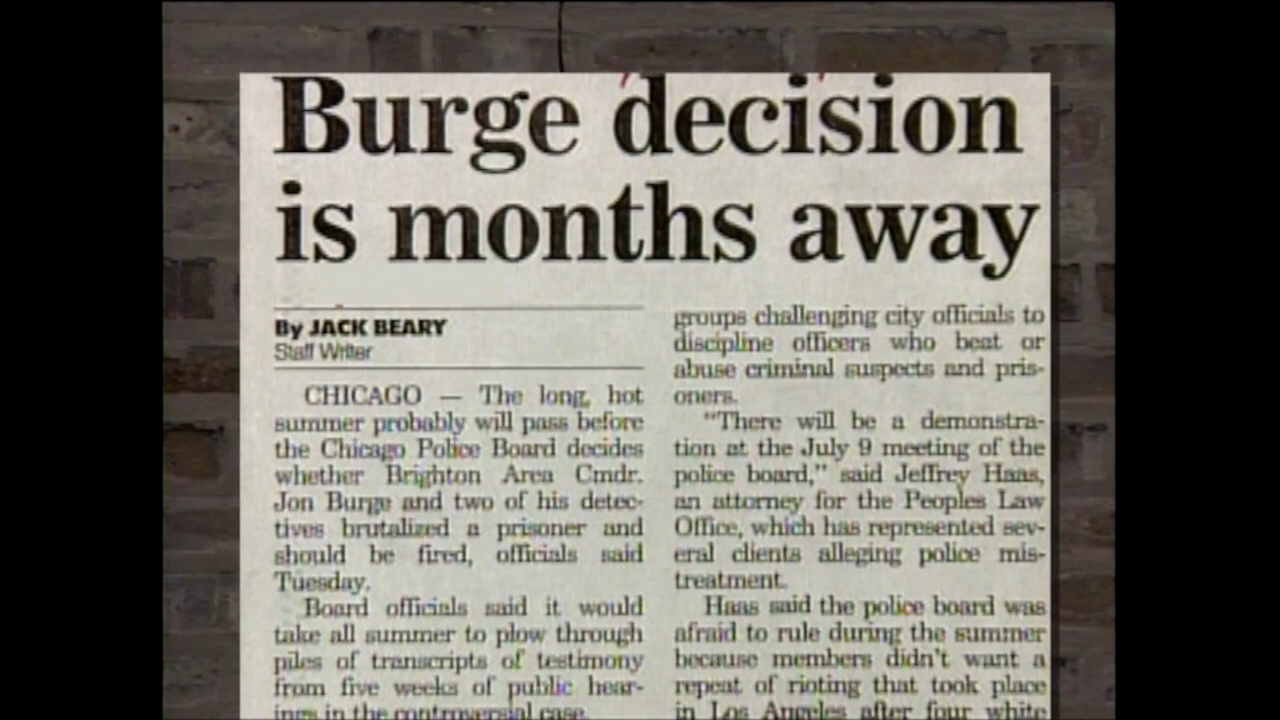 Burge decision
is months away
By JACK BEARY
Staff Writer
CHICAGO — The long, hot
summer probably will pass before
the Chicago Police Board decides
whether Brighton Area Cmdr.
Jon Burge and two of his detec-
tives brutalized a prisoner and
should be fired, officials said
Tuesday.
Board officials said it would
take all summer to plow through
piles of transcripts of testimony
from five weeks of public hear-
ings in the controversial case.
groups challenging city officials to
discipline officers who beat or
abuse criminal suspects and pris-
oners.
"There will be a demonstra-
tion at the July 9 meeting of the
police board," said Jeffrey Haas,
an attorney for the Peoples Law
Office, which has represented sev-
eral clients alleging police mis-
treatment.
Haas said the police board was
afraid to rule during the summer
because members didn't want a
repeat of rioting that took place
in Los Angeles after four white